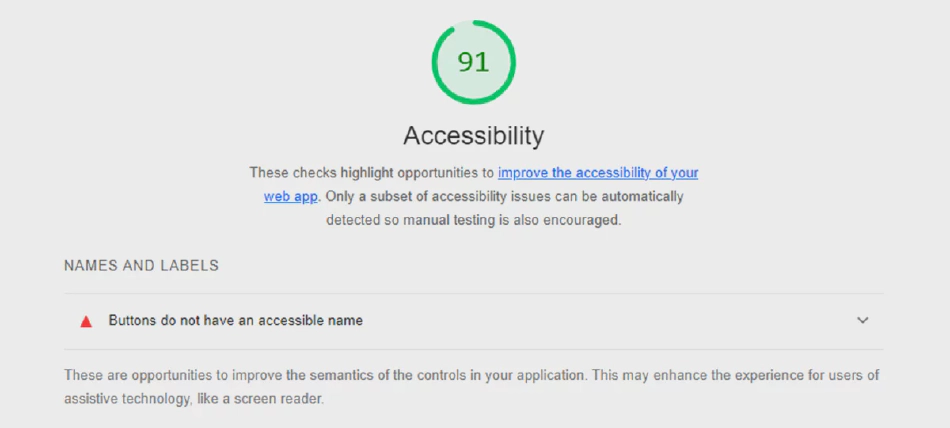 91
Accessibility
These checks highlight opportunities to improve the accessibility of your
web app. Only a subset of accessibility issues can be automatically
detected so manual testing is also encouraged.
NAMES AND LABELS
Buttons do not have an accessible name
These are opportunities to improve the semantics of the controls in your application. This may enhance the experience for users of
assistive technology, like a screen reader.